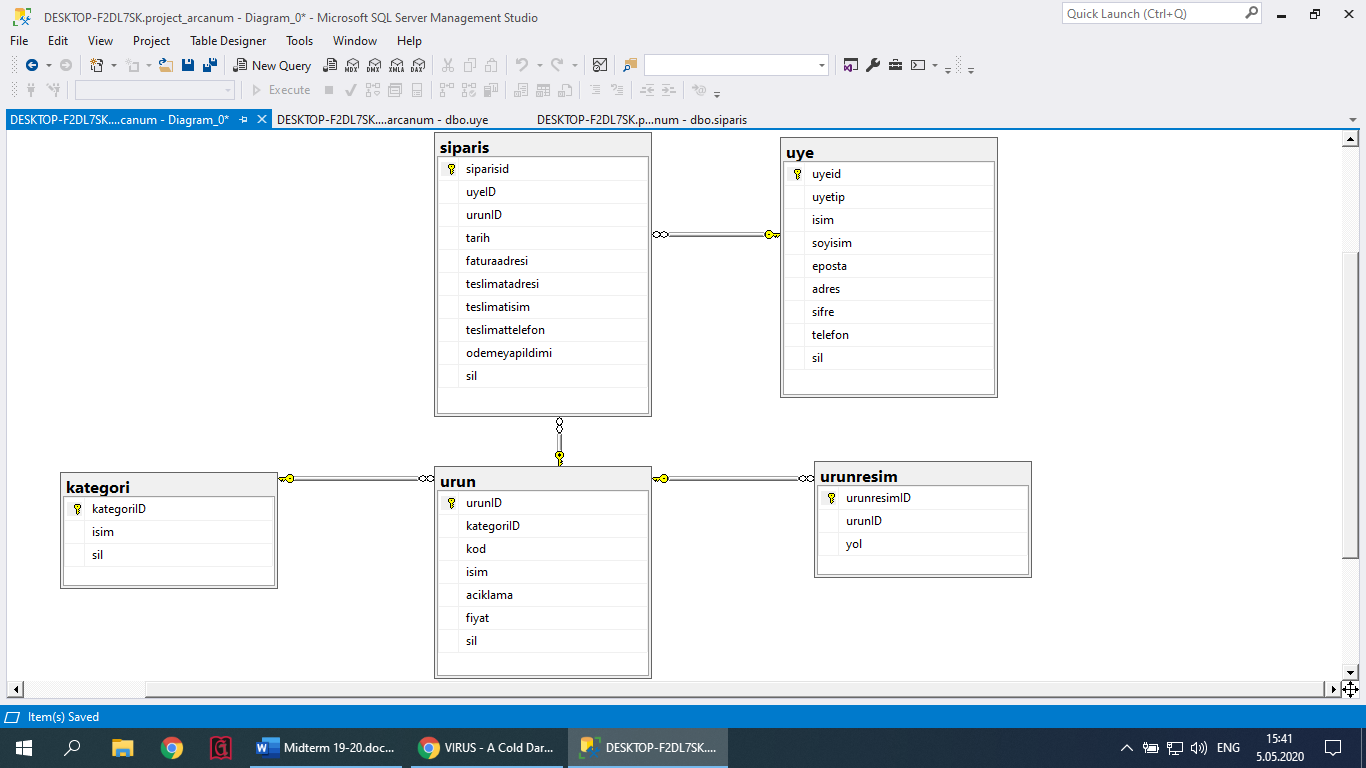 DESKTOP-F2DL7SK.project_arcanum - Diagram_0* - Microsoft SQL Server Management Studio
Quick Launch (Ctrl+Q)
File Edit View Project Table Designer Tools Window Help
New Query MDX DMX XMLA DAX
Execute
DESKTOP-F2DL7SK....canum - Diagram_0* DESKTOP-F2DL7SK....arcanum - dbo.uye DESKTOP-F2DL7SK.p...num - dbo.siparis
siparis
siparisid
uyeID
urunID
tarih
faturaadresi
teslimatadresi
teslimatisim
teslimattelefon
odemeyapildimi
sil
uye
uyeid
uyetip
isim
soyisim
eposta
adres
sifre
telefon
sil
kategori
kategoriID
isim
sil
urun
urunID
kategoriID
kod
isim
aciklama
fiyat
sil
urunresim
urunresimID
urunID
yol
Item(s) Saved
Midterm 19-20.doc... VIRUS - A Cold Dar... DESKTOP-F2DL7SK....
ENG
15:41
5.05.2020